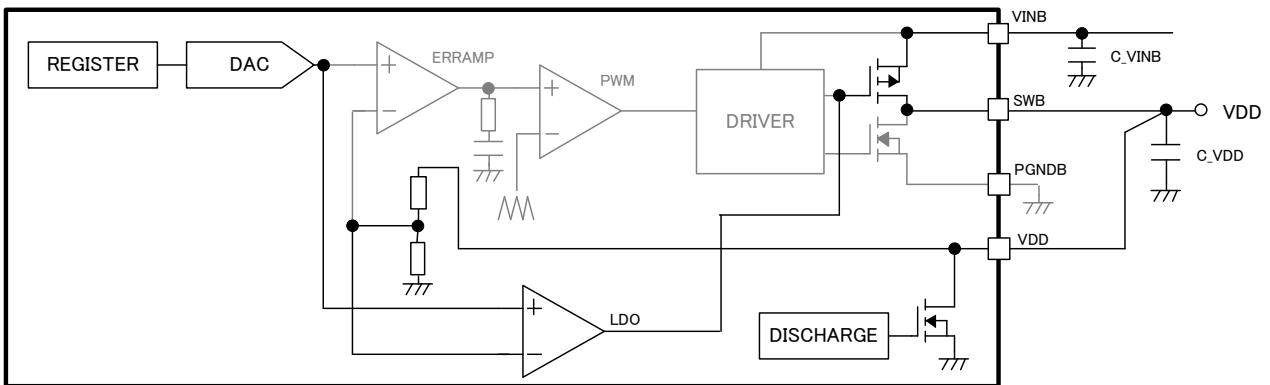 VINB
C_VINB
REGISTER
DAC
ERRAMP
PWM
DRIVER
SWB
VDD
C_VDD
PGNDB
VDD
LDO
DISCHARGE